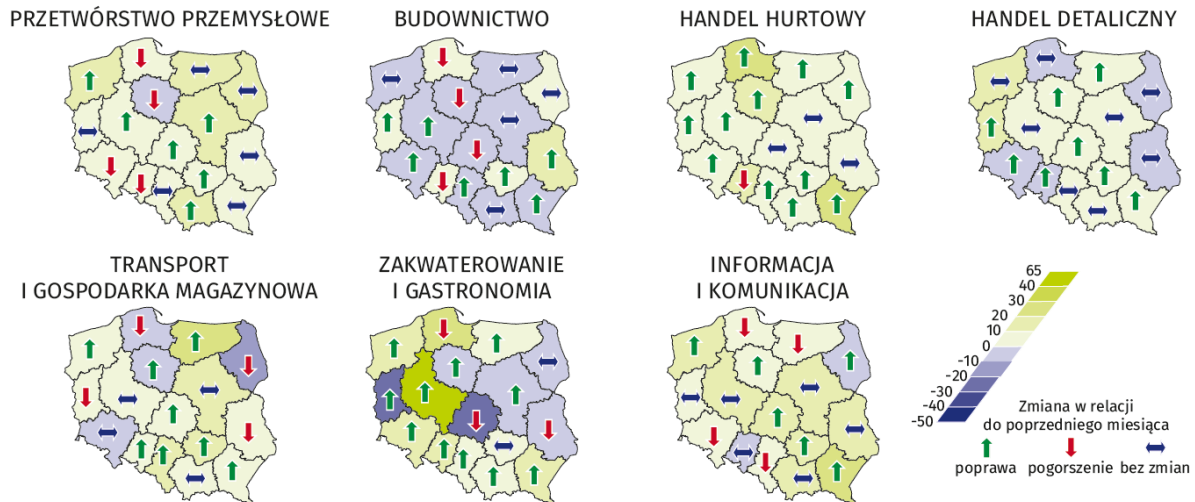 PRZETWÓRSTWO PRZEMYSŁOWE
BUDOWNICTWO
HANDEL HURTOWY
HANDEL DETALICZNY
TRANSPORT
I GOSPODARKA MAGAZYNOWA
ZAKWATEROWANIE
I GASTRONOMIA
INFORMACJA
I KOMUNIKACJA
65
40
30
20
10
0
-10
-20
-30
-40
-50
Zmiana w relacji
do poprzedniego miesiąca
poprawa pogorszenie bez zmian